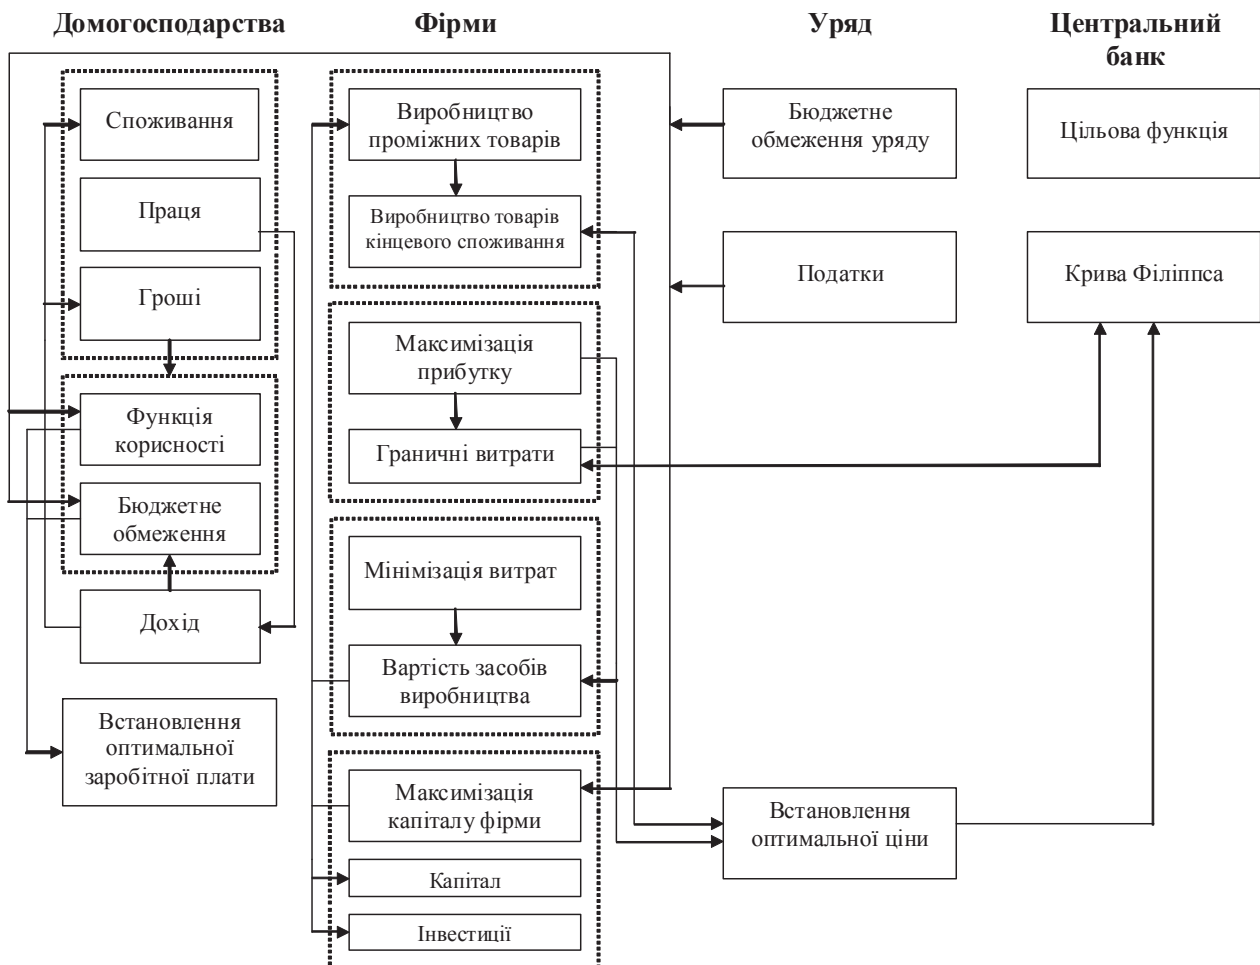 Домогосподарства
Фірми
Уряд
Центральний
банк
Споживання
Праця
Гроші
Функція
корисності
Бюджетне
обмеження
Дохід
Встановлення
оптимальної
заробітної плати
Виробництво
проміжних товарів
Виробництво товарів
кінцевого споживання
Максимізація
прибутку
Граничні витрати
Мінімізація витрат
Вартість засобів
виробництва
Максимізація
капіталу фірми
Капітал
Інвестиції
Бюджетне
обмеження уряду
Податки
Встановлення
оптимальної ціни
Цільова функція
Крива Філіппса